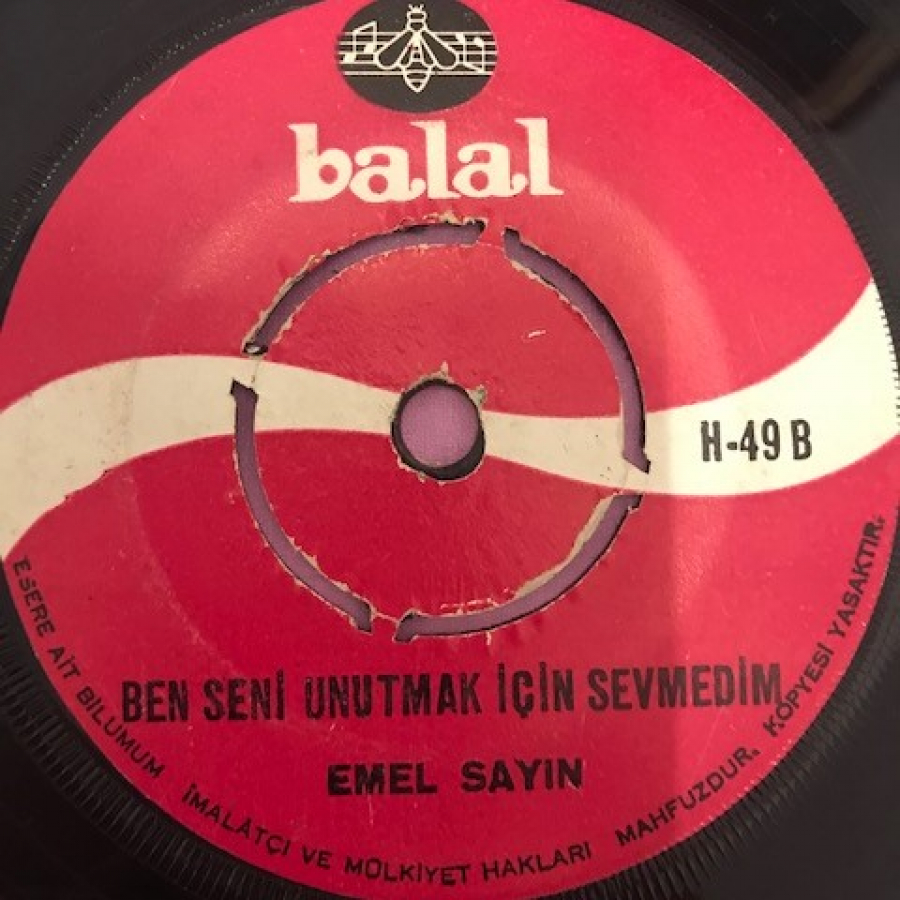 balal
H-49 B
BEN SENİ UNUTMAK İÇİN SEVMEDİM
EMEL SAYIN
ESERE AİT BİLUMUM İMALATÇI VE MÜLKİYET HAKLARI MAHFUZDUR. KOPYESİ YASAKTIR.